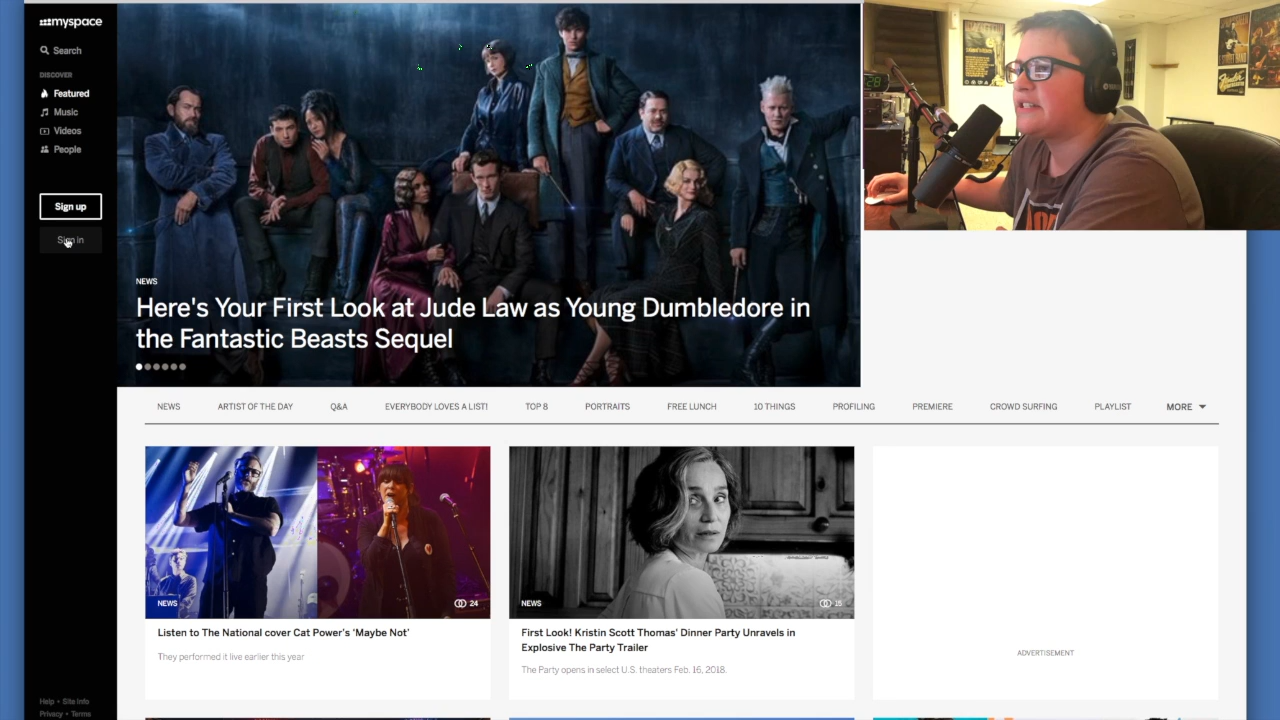 myspace
Search
DISCOVER
Featured
Music
Videos
People
Sign up
Sign in
NEWS
Here's Your First Look at Jude Law as Young Dumbledore in
the Fantastic Beasts Sequel
NEWS
ARTIST OF THE DAY
Q&A
EVERYBODY LOVES A LIST!
TOP 8
PORTRAITS
FREE LUNCH
10 THINGS
PROFILING
PREMIERE
CROWD SURFING
PLAYLIST
MORE
NEWS
24
Listen to The National cover Cat Power's 'Maybe Not'
They performed it live earlier this year
NEWS
15
First Look! Kristin Scott Thomas' Dinner Party Unravels in
Explosive The Party Trailer
The Party opens in select U.S. theaters Feb. 16, 2018.
ADVERTISEMENT
Help • Site Info
Privacy • Terms